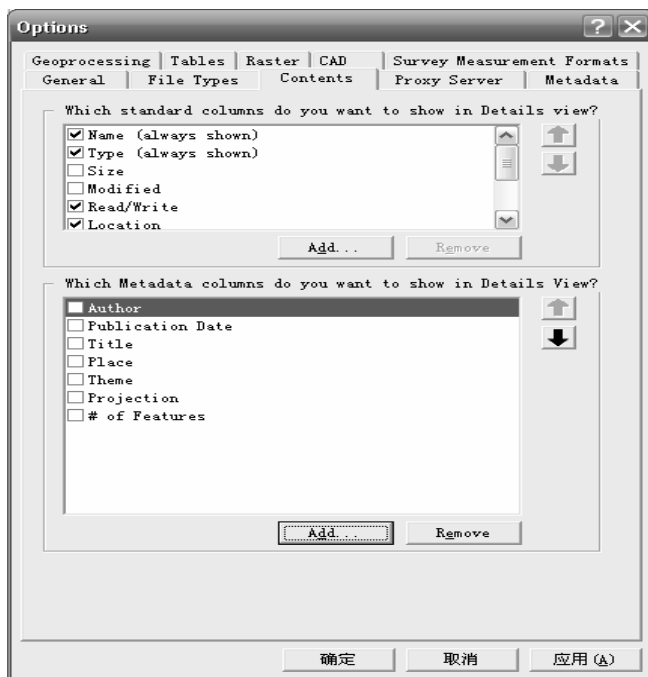 Options
Geoprocessing Tables Raster CAD Survey Measurement Formats
General File Types Contents Proxy Server Metadata
Which standard columns do you want to show in Details view?
Name (always shown)
Type (always shown)
Size
Modified
Read/Write
Location
Add... Remove
Which Metadata columns do you want to show in Details View?
Author
Publication Date
Title
Place
Theme
Projection
# of Features
Add... Remove
确定 取消 应用(A)